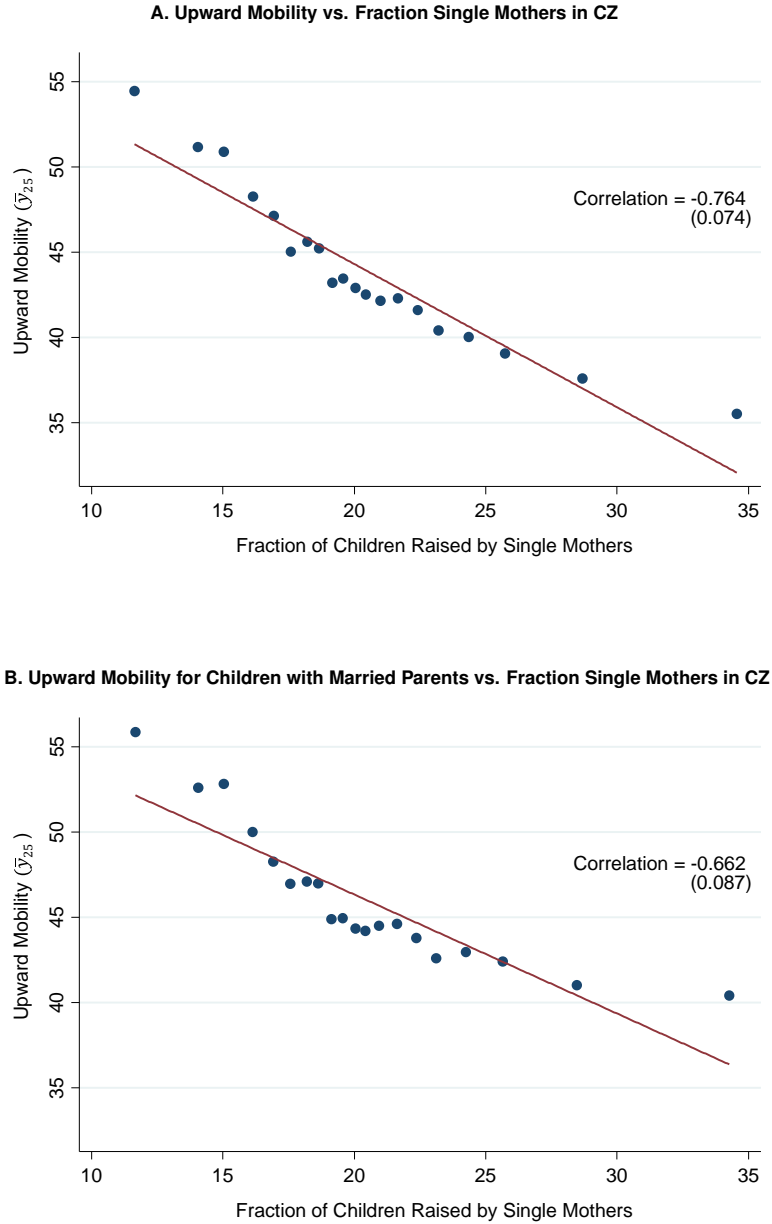 A. Upward Mobility vs. Fraction Single Mothers in CZ
55
50
45
40
35
Upward Mobility (ȳ₂₅)
Correlation = -0.764
(0.074)
10 15 20 25 30 35
Fraction of Children Raised by Single Mothers
B. Upward Mobility for Children with Married Parents vs. Fraction Single Mothers in CZ
55
50
45
40
35
Upward Mobility (ȳ₂₅)
Correlation = -0.662
(0.087)
10 15 20 25 30 35
Fraction of Children Raised by Single Mothers